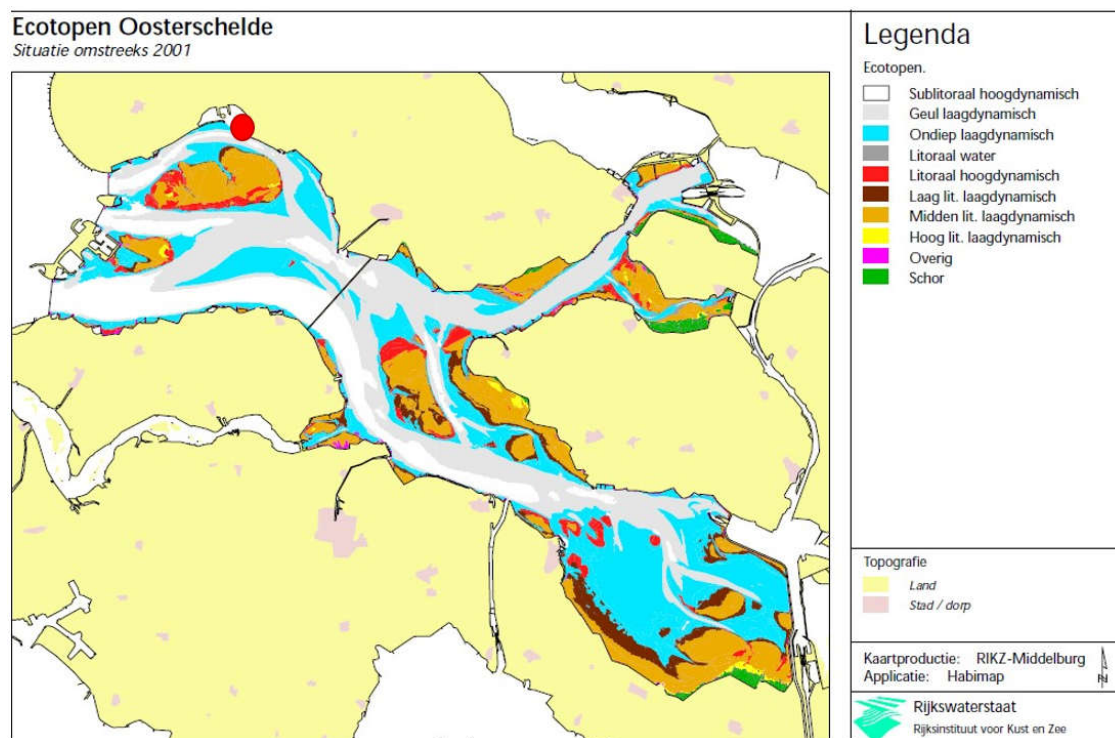 Ecotopen Oosterschelde
Situatie omstreeks 2001
Legenda
Ecotopen.
Sublitoraal hoogdynamisch
Geul laagdynamisch
Ondiep laagdynamisch
Litoraal water
Litoraal hoogdynamisch
Laag lit. laagdynamisch
Midden lit. laagdynamisch
Hoog lit. laagdynamisch
Overig
Schor
Topografie
Land
Stad / dorp
Kaartproductie: RIKZ-Middelburg
Applicatie: Habimap
N
Rijkswaterstaat
Rijksinstituut voor Kust en Zee